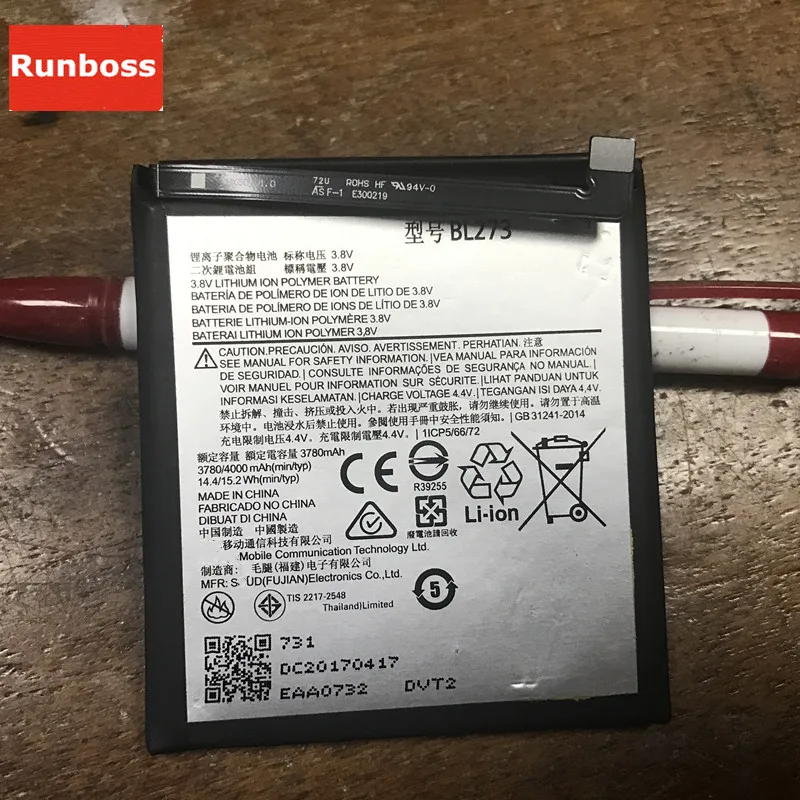 Runboss
1.0
72U ROHS HF 94V-0
AS F-1 E300219
型号 BL273
锂离子聚合物电池 标称电压 3.8V
二次鋰電池組 標稱電壓 3.8V
3.8V LITHIUM ION POLYMER BATTERY
BATERÍA DE POLÍMERO DE ION DE LITIO DE 3.8V
BATERIA DE POLÍMERO DE IONS DE LÍTIO DE 3.8V
BATTERIE LITHIUM-ION POLYMÈRE 3.8V
BATERAI LITHIUM ION POLYMER 3,8V
CAUTION.PRECAUCIÓN. AVISO. AVERTISSEMENT. PERHATIAN.
SEE MANUAL FOR SAFETY INFORMATION.|VEA MANUAL PARA INFORMACIÓN
DE SEGURIDAD.|CONSULTE INFORMAÇÕES DE SEGURANÇA NO MANUAL.
VOIR MANUEL POUR INFORMATION SUR SÉCURITÉ.|LIHAT PANDUAN UNTUK
INFORMASI KESELAMATAN.|CHARGE VOLTAGE 4.4V.|TEGANGAN ISI DAYA 4,4V.
禁止拆解、撞击、挤压或投入火中。若出现严重鼓胀，请勿继续使用。勿置于高温
环境中。电池浸水后禁止使用。參閱使用手冊中安全性能須知。|GB 31241-2014
充电限制电压4.4V。充電限制電壓4.4V。|1ICP5/66/72
额定容量 額定電容量 3780mAh
3780/4000 mAh(min/typ)
14.4/15.2 Wh(min/typ)
MADE IN CHINA
FABRICADO NO CHINA
DIBUAT DI CHINA
中国制造 中國製造
R39255
Li-ion
廢電池請回收
移动通信科技有限公司
Mobile Communication Technology Ltd.
制造商: 毛腿(福建)电子有限公司
MFR: S UD(FUJIAN)Electronics Co.,Ltd.
TIS 2217-2548
Thailand)Limited
5
731
DC20170417
EAA0732 DVT2